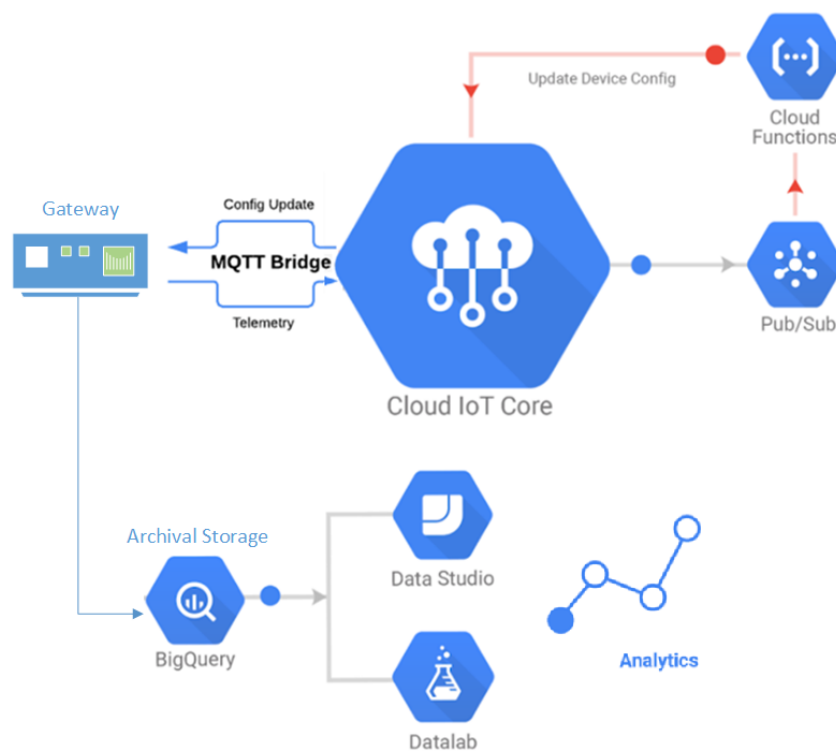 Update Device Config
Cloud
Functions
Gateway
Config Update
MQTT Bridge
Telemetry
Pub/Sub
Cloud IoT Core
Archival Storage
BigQuery
Data Studio
Datalab
Analytics